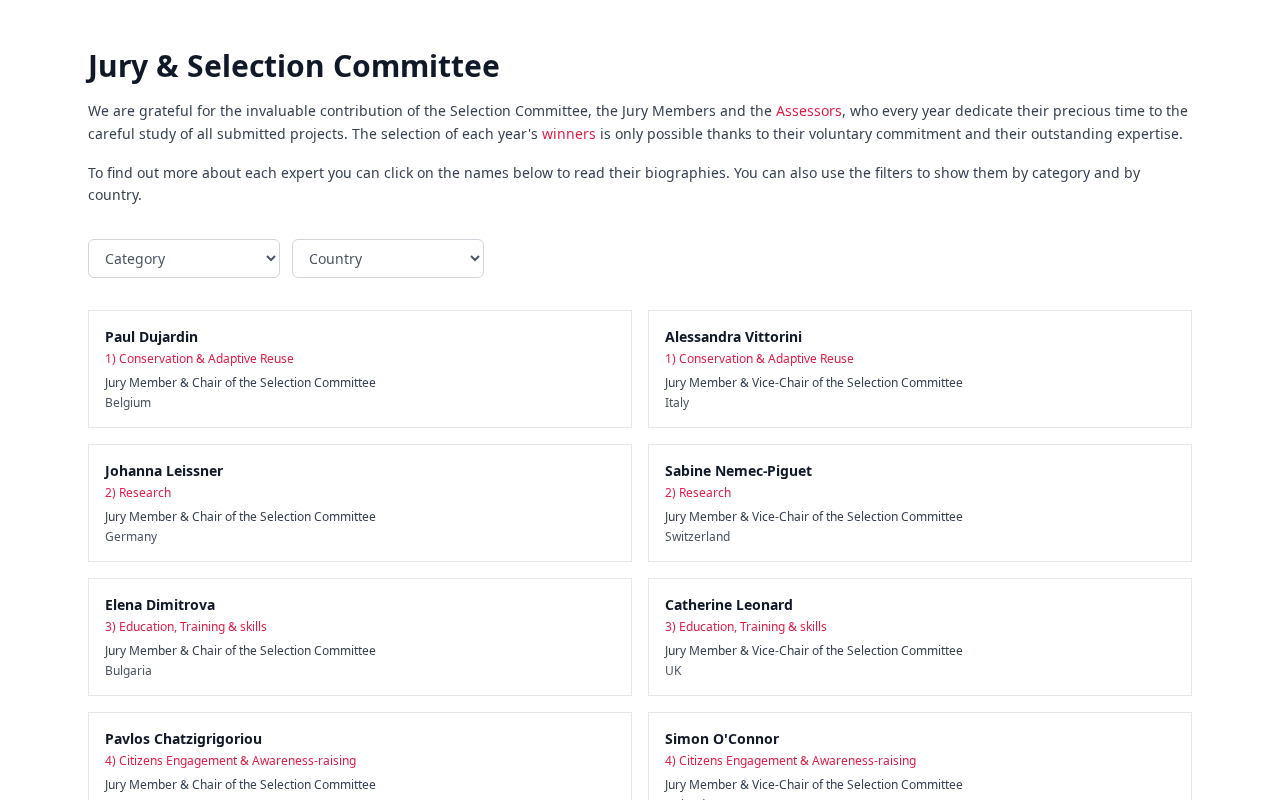 Jury & Selection Committee
We are grateful for the invaluable contribution of the Selection Committee, the Jury Members and the Assessors, who every year dedicate their precious time to the
careful study of all submitted projects. The selection of each year's winners is only possible thanks to their voluntary commitment and their outstanding expertise.
To find out more about each expert you can click on the names below to read their biographies. You can also use the filters to show them by category and by
country.
Category
Country
Paul Dujardin
1) Conservation & Adaptive Reuse
Jury Member & Chair of the Selection Committee
Belgium
Alessandra Vittorini
1) Conservation & Adaptive Reuse
Jury Member & Vice-Chair of the Selection Committee
Italy
Johanna Leissner
2) Research
Jury Member & Chair of the Selection Committee
Germany
Sabine Nemec-Piguet
2) Research
Jury Member & Vice-Chair of the Selection Committee
Switzerland
Elena Dimitrova
3) Education, Training & skills
Jury Member & Chair of the Selection Committee
Bulgaria
Catherine Leonard
3) Education, Training & skills
Jury Member & Vice-Chair of the Selection Committee
UK
Pavlos Chatzigrigoriou
4) Citizens Engagement & Awareness-raising
Jury Member & Chair of the Selection Committee
Simon O'Connor
4) Citizens Engagement & Awareness-raising
Jury Member & Vice-Chair of the Selection Committee